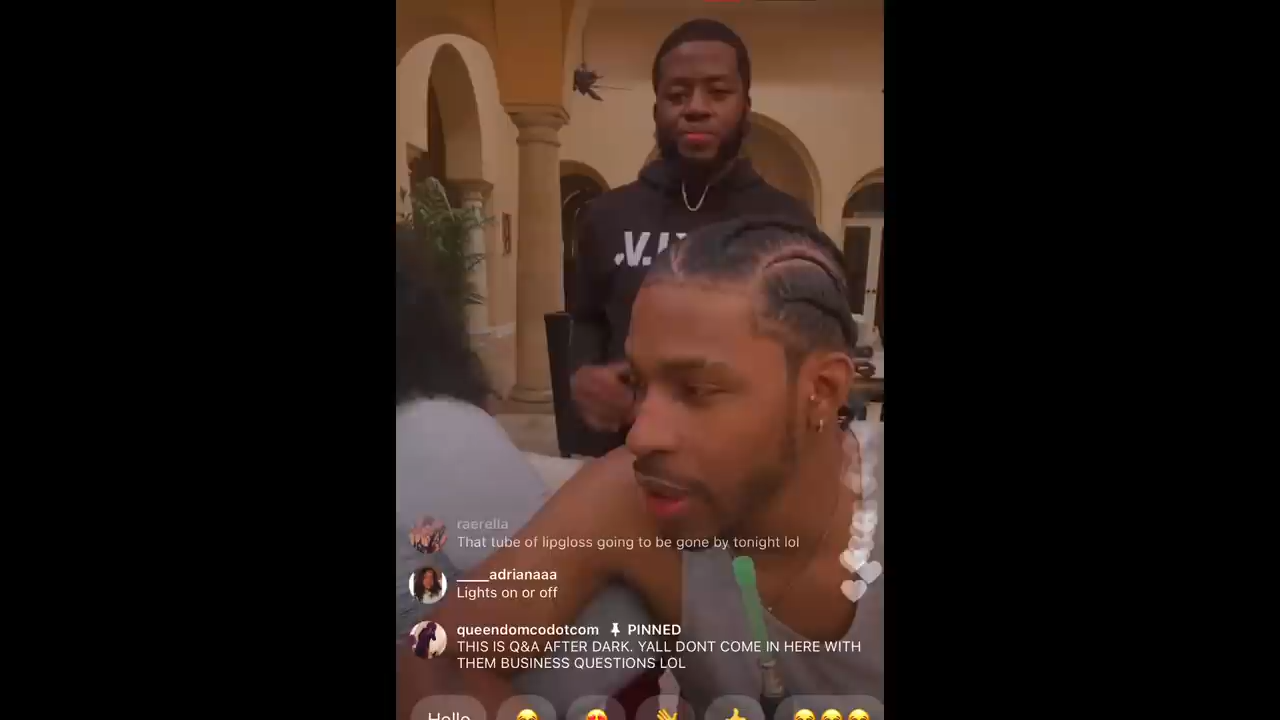 .V.
raerella
That tube of lipgloss going to be gone by tonight lol
____adrianaaa
Lights on or off
queendomcodotcom PINNED
THIS IS Q&A AFTER DARK. YALL DONT COME IN HERE WITH
THEM BUSINESS QUESTIONS LOL
Hello